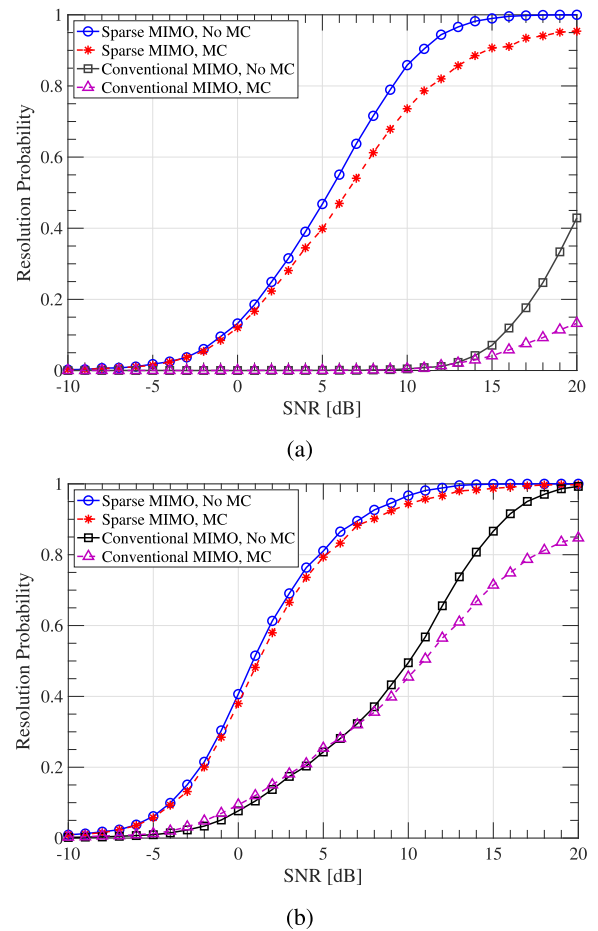 1
Sparse MIMO, No MC
Sparse MIMO, MC
Conventional MIMO, No MC
Conventional MIMO, MC
0.8
0.6
0.4
0.2
0
Resolution Probability
-10 -5 0 5 10 15 20
SNR [dB]
(a)
1
Sparse MIMO, No MC
Sparse MIMO, MC
Conventional MIMO, No MC
Conventional MIMO, MC
0.8
0.6
0.4
0.2
0
Resolution Probability
-10 -5 0 5 10 15 20
SNR [dB]
(b)